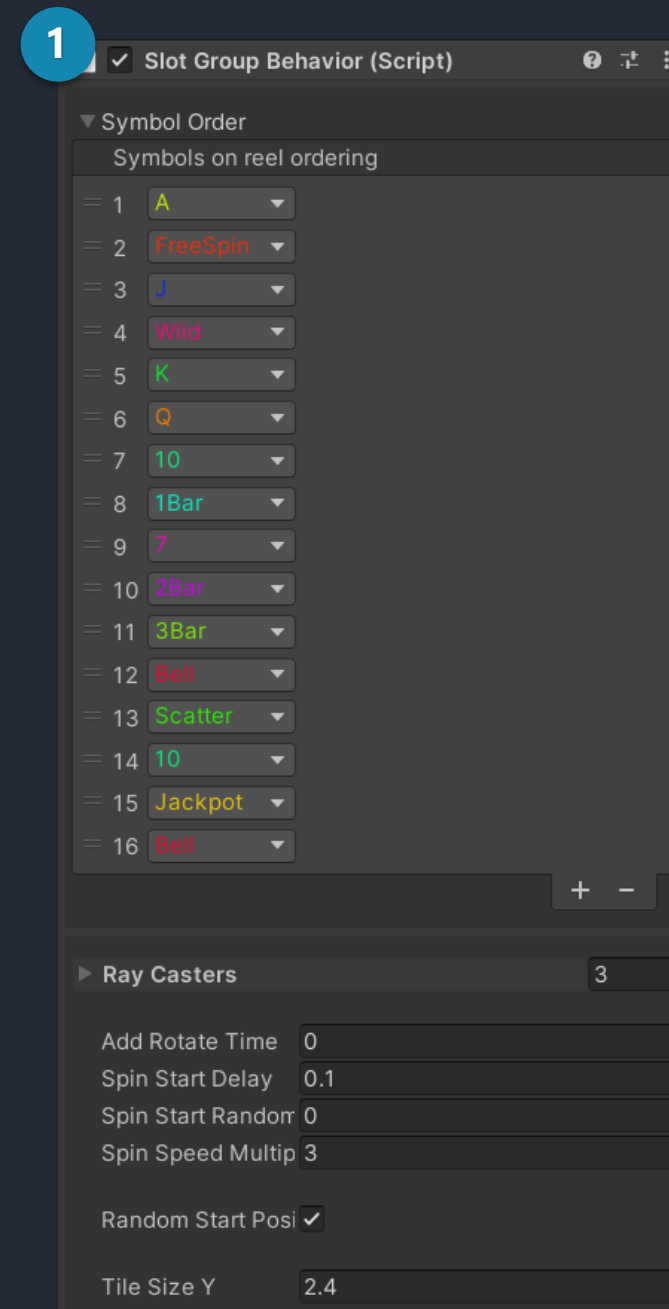 1
Slot Group Behavior (Script)
Symbol Order
Symbols on reel ordering
1 A
2 FreeSpin
3 J
4 Wild
5 K
6 Q
7 10
8 1Bar
9 7
10 2Bar
11 3Bar
12 Bell
13 Scatter
14 10
15 Jackpot
16 Bell
+ −
Ray Casters 3
Add Rotate Time 0
Spin Start Delay 0.1
Spin Start Random 0
Spin Speed Multip 3
Random Start Posi
Tile Size Y 2.4